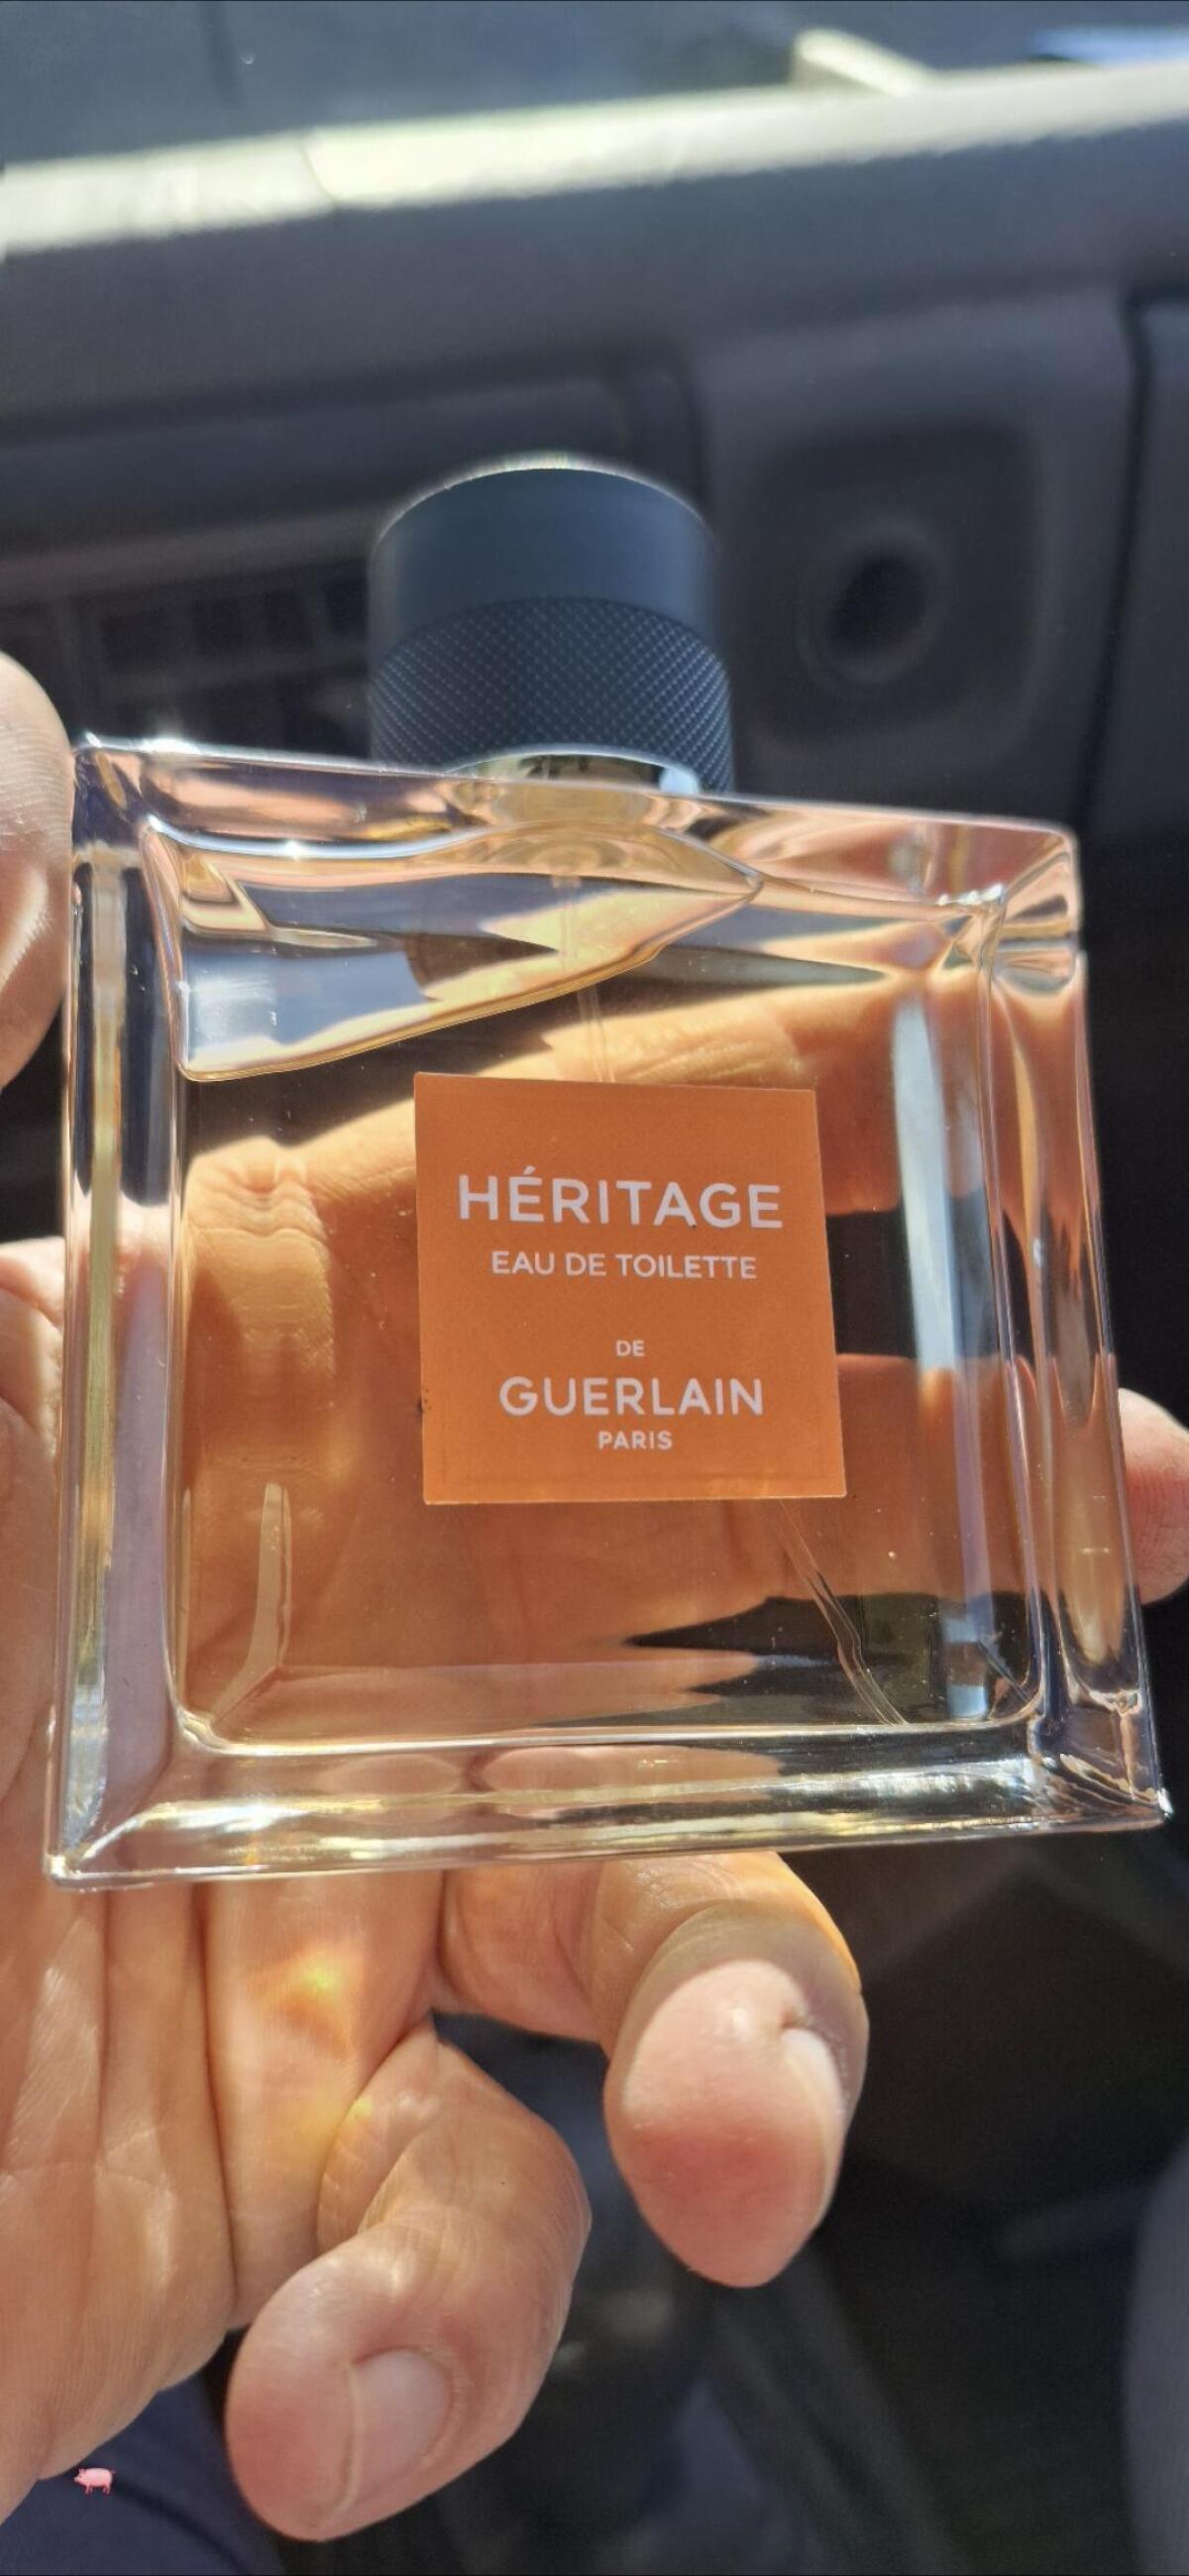 HÉRITAGE
EAU DE TOILETTE
DE
GUERLAIN
PARIS